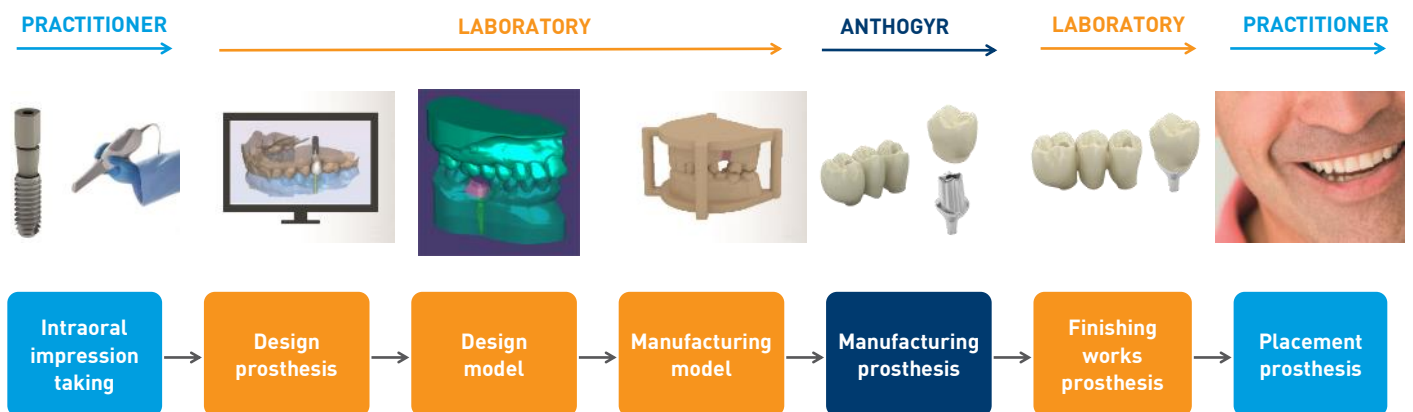 PRACTITIONER
LABORATORY
ANTHOGYR
LABORATORY
PRACTITIONER
Intraoral
impression
taking
Design
prosthesis
Design
model
Manufacturing
model
Manufacturing
prosthesis
Finishing
works
prosthesis
Placement
prosthesis